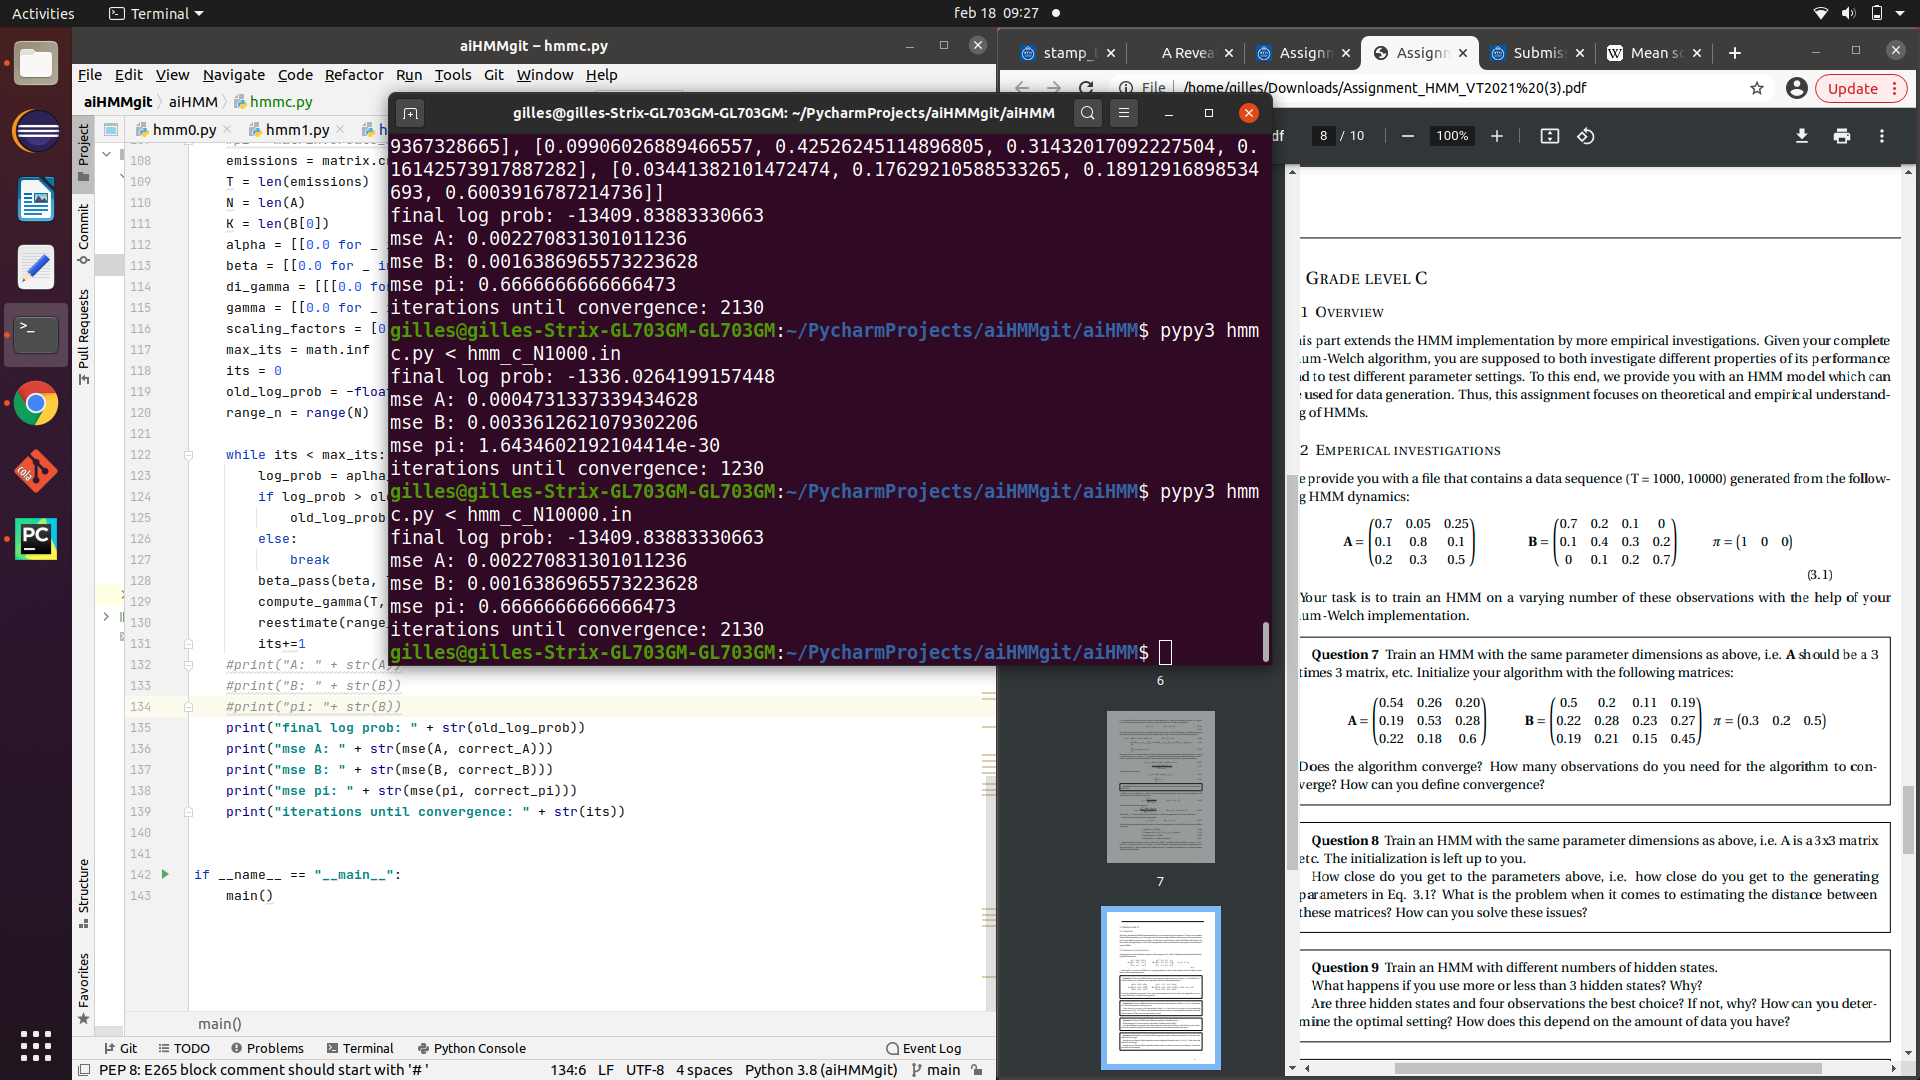 Activities
Terminal
feb 18 09:27
aiHMMgit – hmmc.py
File Edit View Navigate Code Refactor Run Tools Git Window Help
aiHMMgit aiHMM hmmc.py
hmm0.py
hmm1.py
Project
Commit
Pull Requests
Structure
Favorites
108 emissions = matrix.cr
109 T = len(emissions)
110 N = len(A)
111 K = len(B[0])
112 alpha = [[0.0 for _ i
113 beta = [[0.0 for _ in
114 di_gamma = [[[0.0 fo
115 gamma = [[0.0 for _
116 scaling_factors = [0
117 max_its = math.inf
118 its = 0
119 old_log_prob = -float
120 range_n = range(N)
121
122 while its < max_its:
123 log_prob = aplha_
124 if log_prob > old
125 old_log_prob
126 else:
127 break
128 beta_pass(beta,
129 compute_gamma(T,
130 reestimate(range_
131 its+=1
132 #print("A: " + str(A))
133 #print("B: " + str(B))
134 #print("pi: "+ str(B))
135 print("final log prob: " + str(old_log_prob))
136 print("mse A: " + str(mse(A, correct_A)))
137 print("mse B: " + str(mse(B, correct_B)))
138 print("mse pi: " + str(mse(pi, correct_pi)))
139 print("iterations until convergence: " + str(its))
140
141
142 if __name__ == "__main__":
143 main()
main()
Git TODO Problems Terminal Python Console Event Log
PEP 8: E265 block comment should start with '# ' 134:6 LF UTF-8 4 spaces Python 3.8 (aiHMMgit) main
gilles@gilles-Strix-GL703GM-GL703GM: ~/PycharmProjects/aiHMMgit/aiHMM
9367328665], [0.09906026889466557, 0.42526245114896805, 0.31432017092227504, 0.
16142573917887282], [0.03441382101472474, 0.17629210588533265, 0.18912916898534
693, 0.6003916787214736]]
final log prob: -13409.83883330663
mse A: 0.002270831301011236
mse B: 0.0016386965573223628
mse pi: 0.6666666666666473
iterations until convergence: 2130
gilles@gilles-Strix-GL703GM-GL703GM:~/PycharmProjects/aiHMMgit/aiHMM$ pypy3 hmm
c.py < hmm_c_N1000.in
final log prob: -1336.0264199157448
mse A: 0.0004731337339434628
mse B: 0.0033612621079302206
mse pi: 1.6434602192104414e-30
iterations until convergence: 1230
gilles@gilles-Strix-GL703GM-GL703GM:~/PycharmProjects/aiHMMgit/aiHMM$ pypy3 hmm
c.py < hmm_c_N10000.in
final log prob: -13409.83883330663
mse A: 0.002270831301011236
mse B: 0.0016386965573223628
mse pi: 0.6666666666666473
iterations until convergence: 2130
gilles@gilles-Strix-GL703GM-GL703GM:~/PycharmProjects/aiHMMgit/aiHMM$
stamp_ A Revea Assignm Assignm Submis Mean sq
File /home/gilles/Downloads/Assignment_HMM_VT2021%20(3).pdf Update
df 8 / 10 100%
6
7
GRADE LEVEL C
1 OVERVIEW
is part extends the HMM implementation by more empirical investigations. Given your complete
um-Welch algorithm, you are supposed to both investigate different properties of its performance
d to test different parameter settings. To this end, we provide you with an HMM model which can
used for data generation. Thus, this assignment focuses on theoretical and empirical understand-
g of HMMs.
2 EMPERICAL INVESTIGATIONS
e provide you with a file that contains a data sequence (T = 1000, 10000) generated from the follow-
g HMM dynamics:
0.7 0.05 0.25 0.7 0.2 0.1 0
A = 0.1 0.8 0.1 B = 0.1 0.4 0.3 0.2 π = (1 0 0)
0.2 0.3 0.5 0 0.1 0.2 0.7
(3.1)
Your task is to train an HMM on a varying number of these observations with the help of your
um-Welch implementation.
Question 7 Train an HMM with the same parameter dimensions as above, i.e. A should be a 3
times 3 matrix, etc. Initialize your algorithm with the following matrices:
0.54 0.26 0.20 0.5 0.2 0.11 0.19
A = 0.19 0.53 0.28 B = 0.22 0.28 0.23 0.27 π = (0.3 0.2 0.5)
0.22 0.18 0.6 0.19 0.21 0.15 0.45
Does the algorithm converge? How many observations do you need for the algorithm to con-
verge? How can you define convergence?
Question 8 Train an HMM with the same parameter dimensions as above, i.e. A is a 3x3 matrix
etc. The initialization is left up to you.
How close do you get to the parameters above, i.e. how close do you get to the generating
parameters in Eq. 3.1? What is the problem when it comes to estimating the distance between
these matrices? How can you solve these issues?
Question 9 Train an HMM with different numbers of hidden states.
What happens if you use more or less than 3 hidden states? Why?
Are three hidden states and four observations the best choice? If not, why? How can you deter-
mine the optimal setting? How does this depend on the amount of data you have?